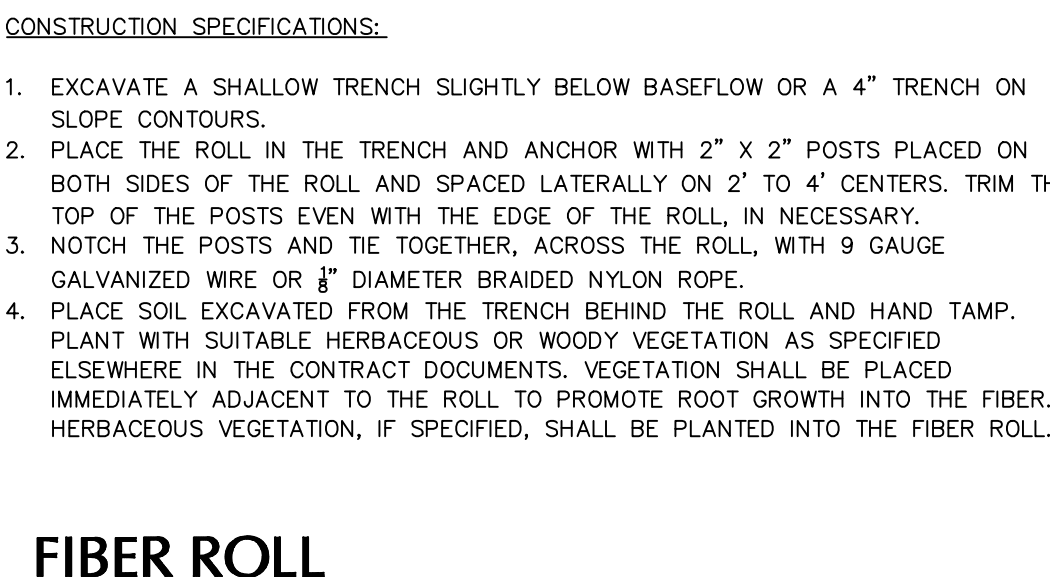 CONSTRUCTION SPECIFICATIONS:
1. EXCAVATE A SHALLOW TRENCH SLIGHTLY BELOW BASEFLOW OR A 4" TRENCH ON
SLOPE CONTOURS.
2. PLACE THE ROLL IN THE TRENCH AND ANCHOR WITH 2" X 2" POSTS PLACED ON
BOTH SIDES OF THE ROLL AND SPACED LATERALLY ON 2' TO 4' CENTERS. TRIM TH
TOP OF THE POSTS EVEN WITH THE EDGE OF THE ROLL, IN NECESSARY.
3. NOTCH THE POSTS AND TIE TOGETHER, ACROSS THE ROLL, WITH 9 GAUGE
GALVANIZED WIRE OR ⅛" DIAMETER BRAIDED NYLON ROPE.
4. PLACE SOIL EXCAVATED FROM THE TRENCH BEHIND THE ROLL AND HAND TAMP.
PLANT WITH SUITABLE HERBACEOUS OR WOODY VEGETATION AS SPECIFIED
ELSEWHERE IN THE CONTRACT DOCUMENTS. VEGETATION SHALL BE PLACED
IMMEDIATELY ADJACENT TO THE ROLL TO PROMOTE ROOT GROWTH INTO THE FIBER.
HERBACEOUS VEGETATION, IF SPECIFIED, SHALL BE PLANTED INTO THE FIBER ROLL.
FIBER ROLL